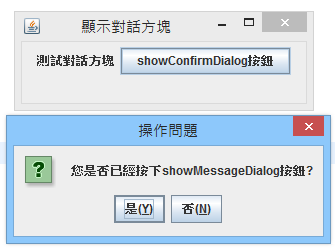 顯示對話方塊
測試對話方塊 showConfirmDialog按鈕
操作問題
您是否已經按下showMessageDialog按鈕?
是(Y) 否(N)